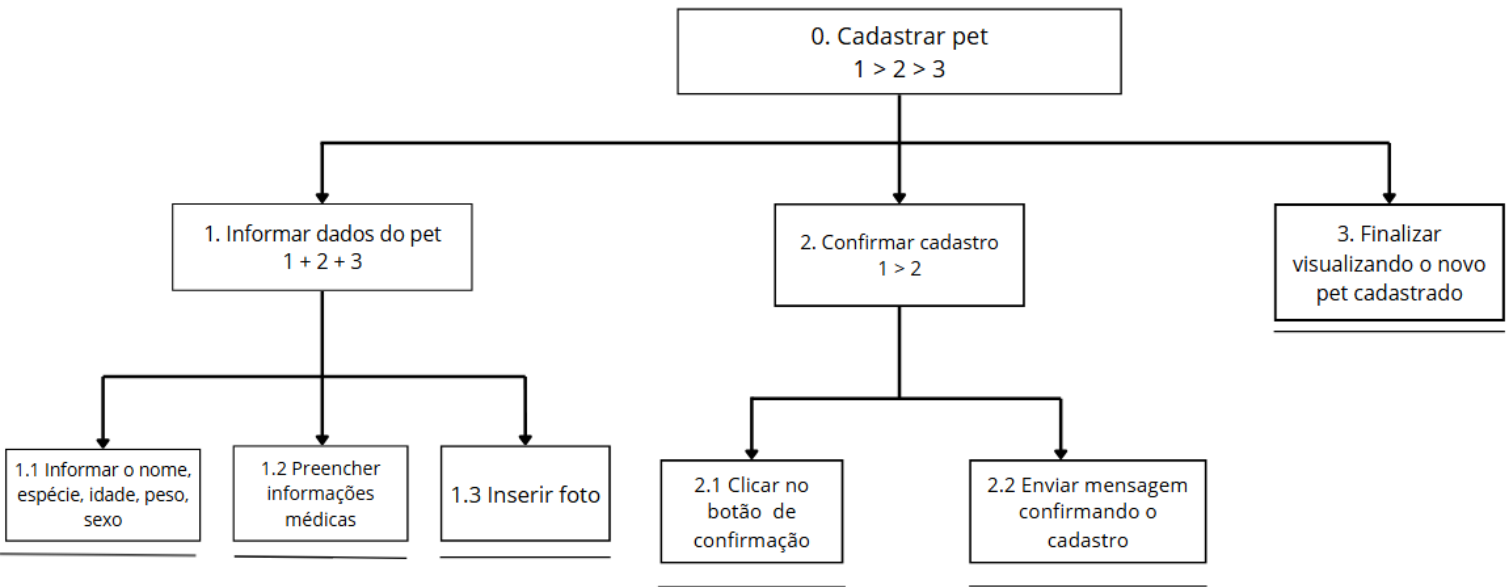 0. Cadastrar pet
1 > 2 > 3
1. Informar dados do pet
1 + 2 + 3
2. Confirmar cadastro
1 > 2
3. Finalizar
visualizando o novo
pet cadastrado
1.1 Informar o nome,
espécie, idade, peso,
sexo
1.2 Preencher
informações
médicas
1.3 Inserir foto
2.1 Clicar no
botão de
confirmação
2.2 Enviar mensagem
confirmando o
cadastro